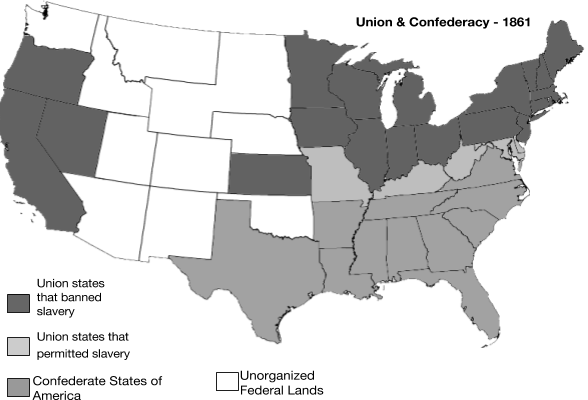 Union & Confederacy - 1861
Union states
that banned
slavery
Union states that
permitted slavery
Confederate States of
America
Unorganized
Federal Lands